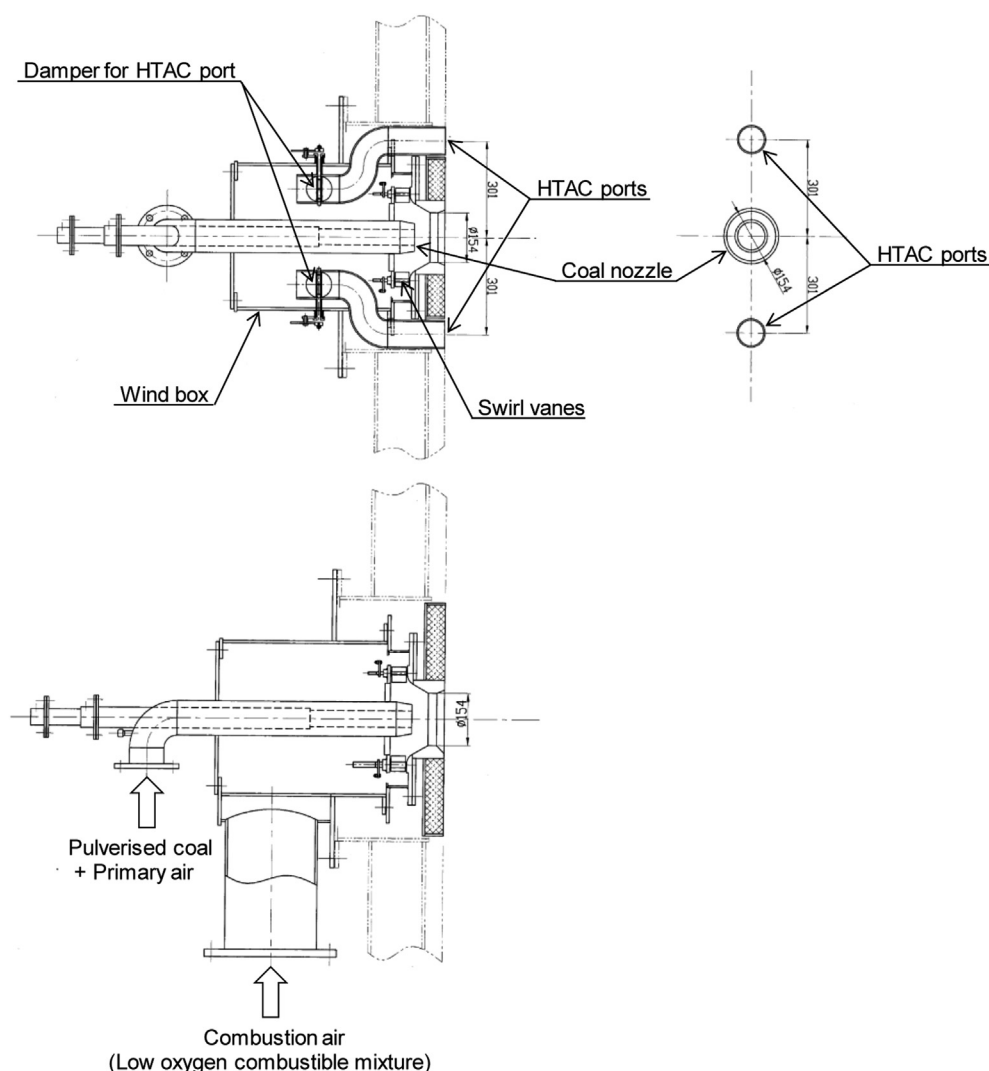 Damper for HTAC port
301
HTAC ports
ø154
Coal nozzle
301
Wind box
Swirl vanes
301
HTAC ports
ø154
301
ø154
Pulverised coal
+ Primary air
Combustion air
(Low oxygen combustible mixture)